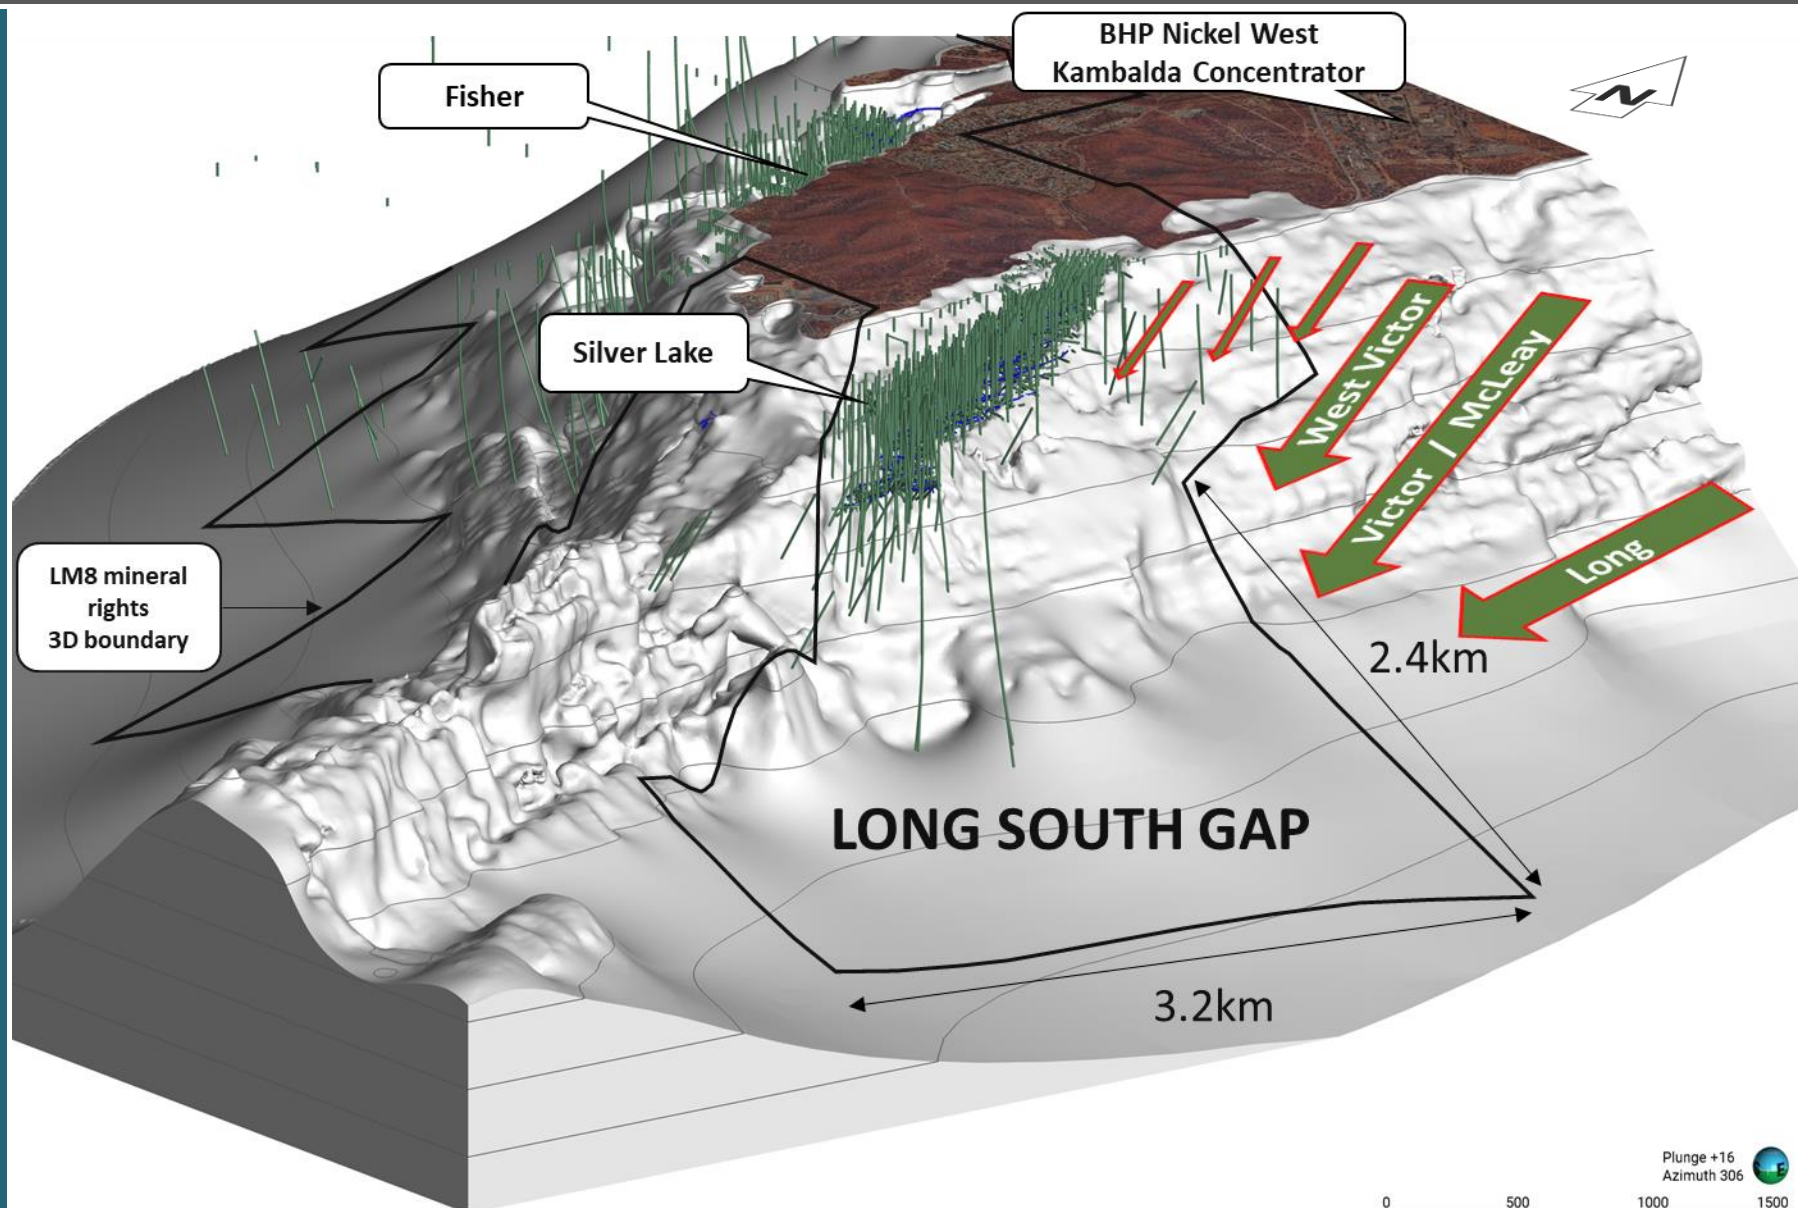 BHP Nickel West
Kambalda Concentrator
Fisher
N
Silver Lake
West Victor
Victor / McLeay
Long
LM8 mineral
rights
3D boundary
2.4km
LONG SOUTH GAP
3.2km
Plunge +16
Azimuth 306
0 500 1000 1500